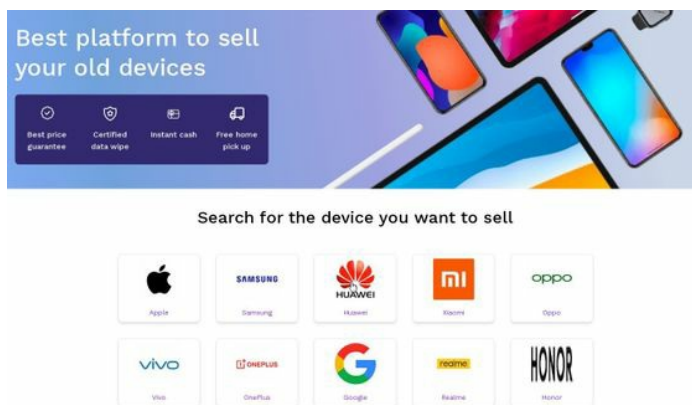 Best platform to sell
your old devices
Best price
guarantee
Certified
data wipe
Instant cash
Free home
pick up
Search for the device you want to sell
SAMSUNG
HUAWEI
mi
oppo
Apple
Samsung
Huawei
Xiaomi
Oppo
vivo
ONEPLUS
G
realme
HONOR
Vivo
OnePlus
Google
Realme
Honor